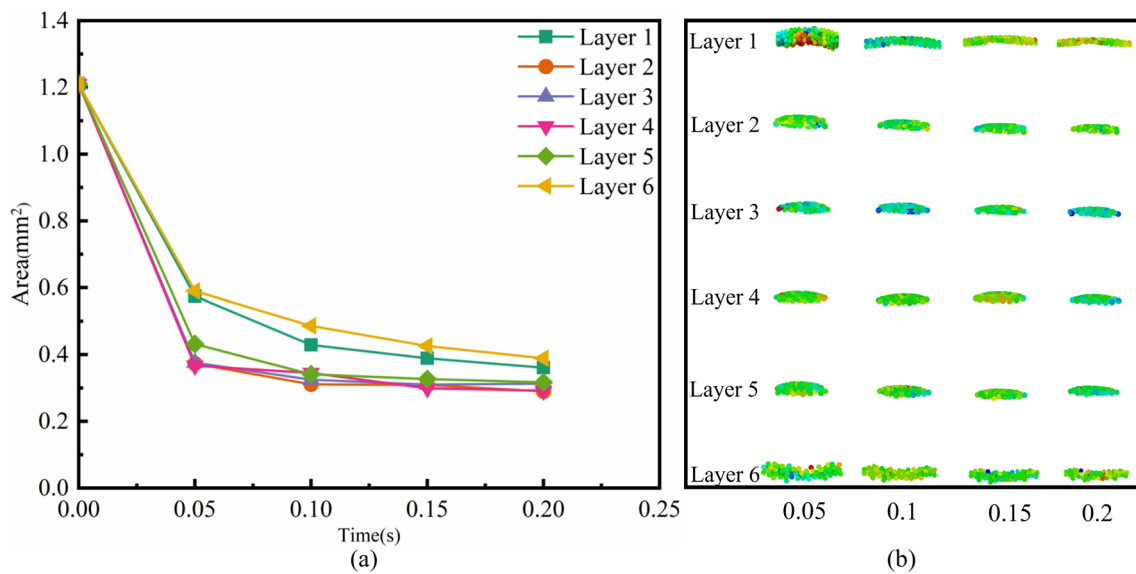 (a)
1.4
1.2
1.0
0.8
0.6
0.4
0.2
0.0
Area(mm²)
0.00 0.05 0.10 0.15 0.20 0.25
Time(s)
Layer 1
Layer 2
Layer 3
Layer 4
Layer 5
Layer 6
(a)
(b)
Layer 1
Layer 2
Layer 3
Layer 4
Layer 5
Layer 6
0.05 0.1 0.15 0.2
(b)